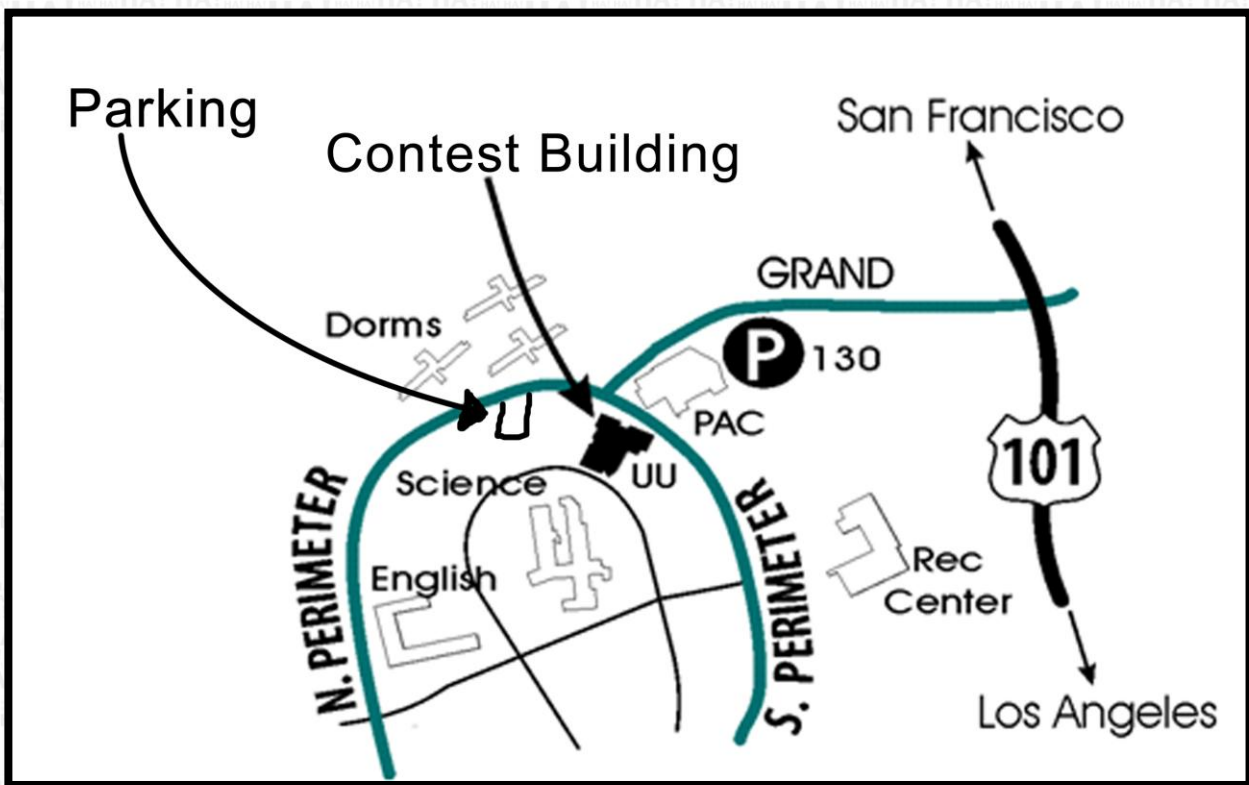 Parking
Contest Building
San Francisco
GRAND
Dorms
P 130
PAC
Science
UU
101
N. PERIMETER
S. PERIMETER
English
Rec
Center
Los Angeles